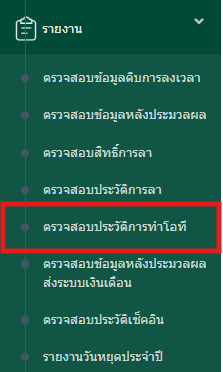 รายงาน
ตรวจสอบข้อมูลดิบการลงเวลา
ตรวจสอบข้อมูลหลังประมวลผล
ตรวจสอบสิทธิ์การลา
ตรวจสอบประวัติการลา
ตรวจสอบประวัติการทำโอที
ตรวจสอบข้อมูลหลังประมวลผล
ส่งระบบเงินเดือน
ตรวจสอบประวัติเช็คอิน
รายงานวันหยุดประจำปี